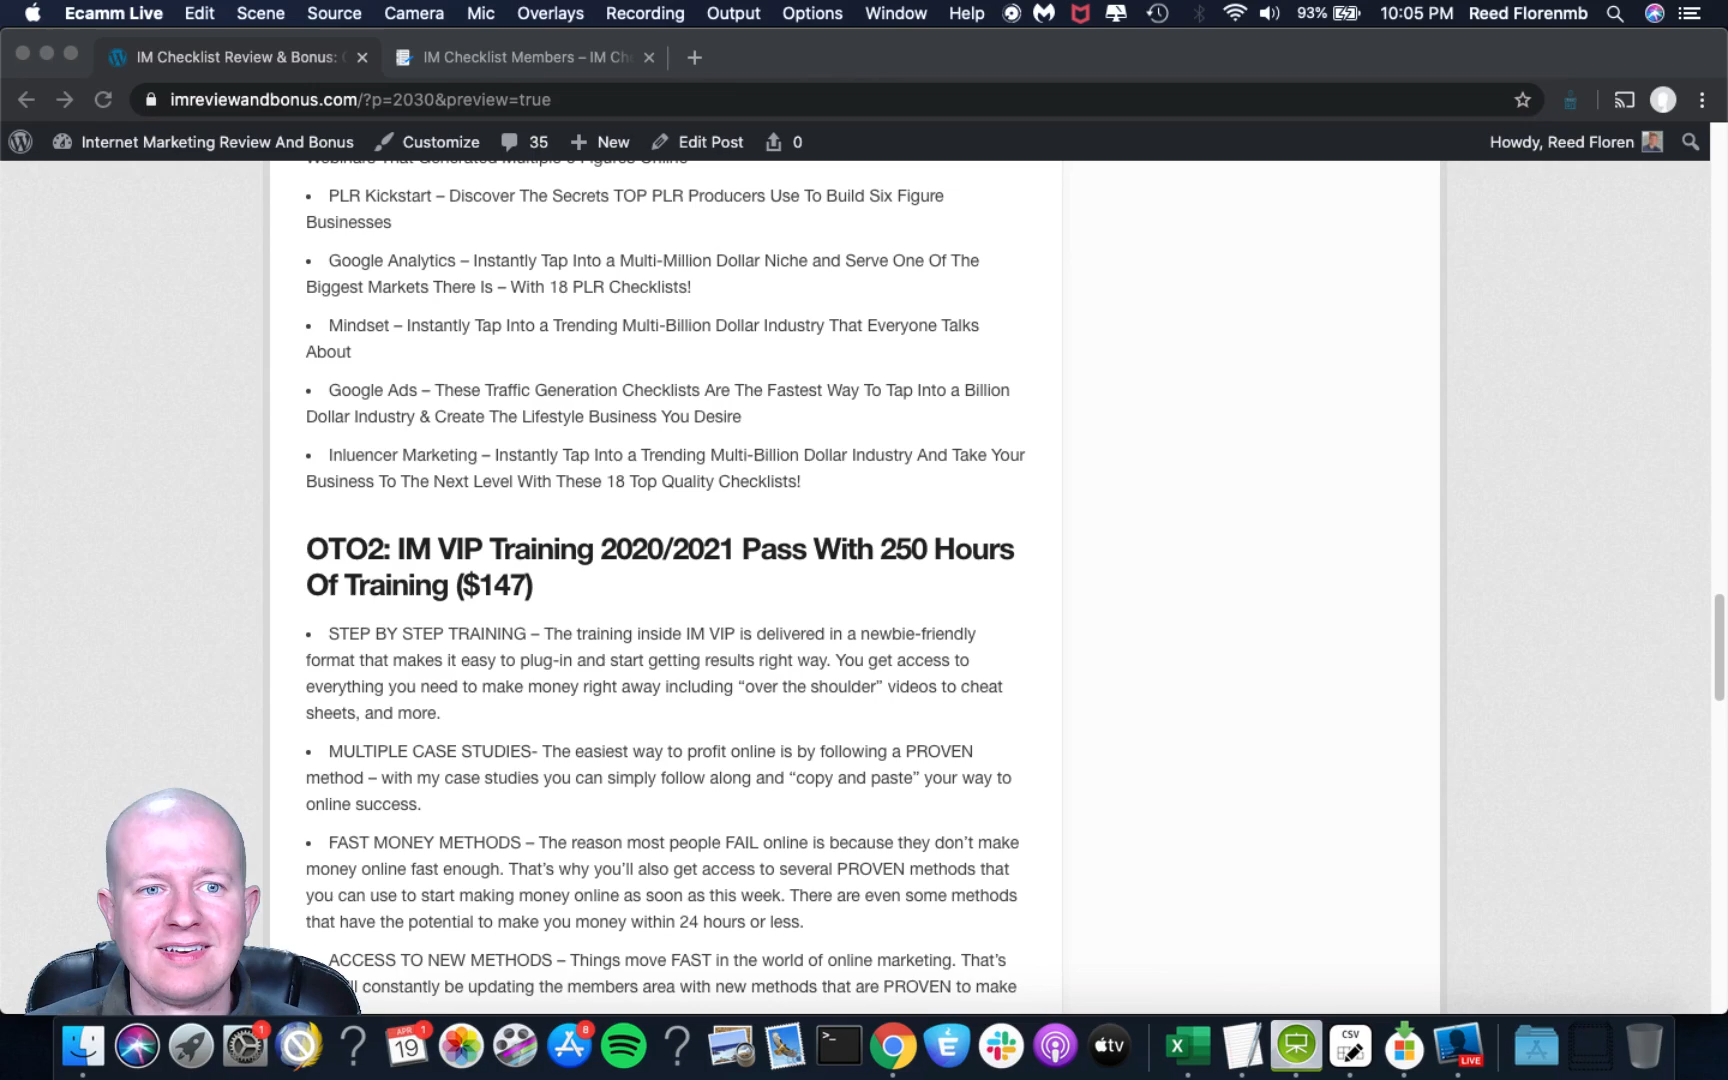 Ecamm Live Edit Scene Source Camera Mic Overlays Recording Output Options Window Help 93% 10:05 PM Reed Florenmb
IM Checklist Review & Bonus: IM Checklist Members – IM Ch
imreviewandbonus.com/?p=2030&preview=true
Internet Marketing Review And Bonus Customize 35 New Edit Post 0 Howdy, Reed Floren
Webinars That Generated Multiple 6 Figures Online
• PLR Kickstart – Discover The Secrets TOP PLR Producers Use To Build Six Figure
Businesses
• Google Analytics – Instantly Tap Into a Multi-Million Dollar Niche and Serve One Of The
Biggest Markets There Is – With 18 PLR Checklists!
• Mindset – Instantly Tap Into a Trending Multi-Billion Dollar Industry That Everyone Talks
About
• Google Ads – These Traffic Generation Checklists Are The Fastest Way To Tap Into a Billion
Dollar Industry & Create The Lifestyle Business You Desire
• Inluencer Marketing – Instantly Tap Into a Trending Multi-Billion Dollar Industry And Take Your
Business To The Next Level With These 18 Top Quality Checklists!
OTO2: IM VIP Training 2020/2021 Pass With 250 Hours
Of Training ($147)
• STEP BY STEP TRAINING – The training inside IM VIP is delivered in a newbie-friendly
format that makes it easy to plug-in and start getting results right way. You get access to
everything you need to make money right away including “over the shoulder” videos to cheat
sheets, and more.
• MULTIPLE CASE STUDIES- The easiest way to profit online is by following a PROVEN
method – with my case studies you can simply follow along and “copy and paste” your way to
online success.
• FAST MONEY METHODS – The reason most people FAIL online is because they don’t make
money online fast enough. That’s why you’ll also get access to several PROVEN methods that
you can use to start making money online as soon as this week. There are even some methods
that have the potential to make you money within 24 hours or less.
ACCESS TO NEW METHODS – Things move FAST in the world of online marketing. That’s
constantly be updating the members area with new methods that are PROVEN to make
1 APR 1 19 8 tv X CSV LIVE